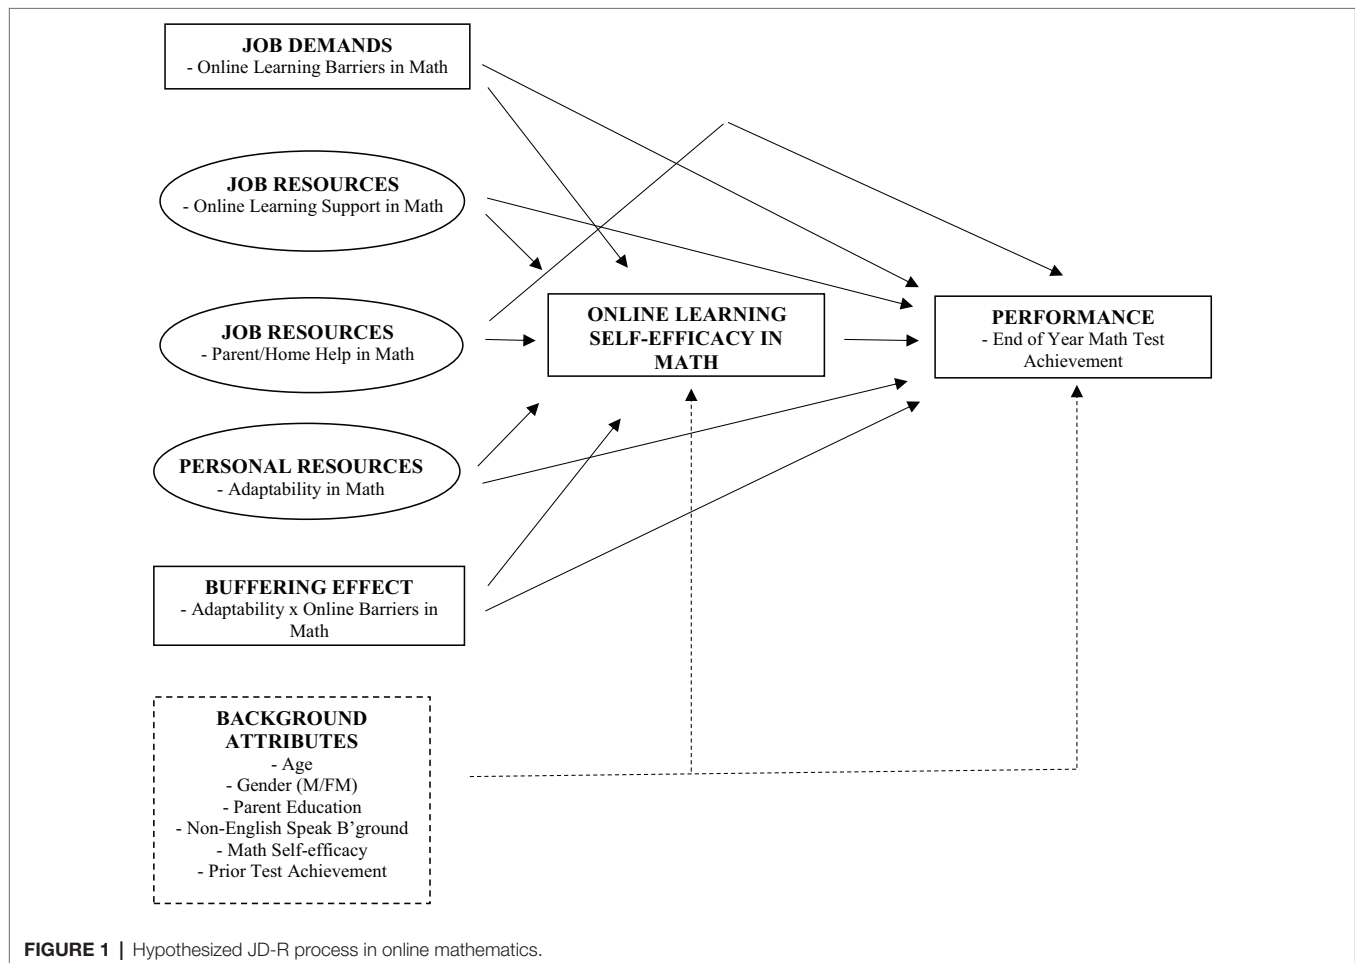 JOB DEMANDS
- Online Learning Barriers in Math
JOB RESOURCES
- Online Learning Support in Math
JOB RESOURCES
- Parent/Home Help in Math
ONLINE LEARNING
SELF-EFFICACY IN
MATH
PERFORMANCE
- End of Year Math Test
Achievement
PERSONAL RESOURCES
- Adaptability in Math
BUFFERING EFFECT
- Adaptability x Online Barriers in
Math
BACKGROUND
ATTRIBUTES
- Age
- Gender (M/FM)
- Parent Education
- Non-English Speak B’ground
- Math Self-efficacy
- Prior Test Achievement
FIGURE 1 | Hypothesized JD-R process in online mathematics.